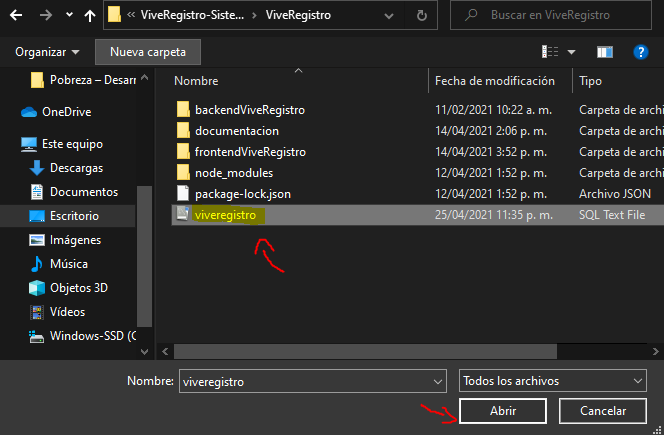 « ViveRegistro-Siste... › ViveRegistro
Buscar en ViveRegistro
Organizar
Nueva carpeta
Nombre
Fecha de modificación
Tipo
Pobreza – Desarr
OneDrive
Este equipo
Descargas
Documentos
Escritorio
Imágenes
Música
Objetos 3D
Vídeos
Windows-SSD (C
backendViveRegistro 11/02/2021 10:22 a. m. Carpeta de archi
documentacion 14/04/2021 2:06 p. m. Carpeta de archi
frontendViveRegistro 14/04/2021 3:52 p. m. Carpeta de archi
node_modules 12/04/2021 1:52 p. m. Carpeta de archi
package-lock.json 12/04/2021 1:52 p. m. Archivo JSON
viveregistro 25/04/2021 11:35 p. m. SQL Text File
Nombre: viveregistro
Todos los archivos
Abrir
Cancelar